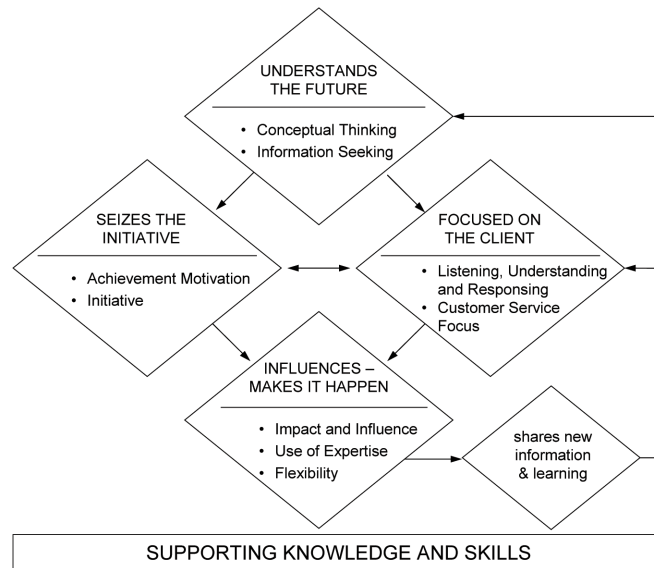 UNDERSTANDS
THE FUTURE
• Conceptual Thinking
• Information Seeking
SEIZES THE
INITIATIVE
• Achievement Motivation
• Initiative
FOCUSED ON
THE CLIENT
• Listening, Understanding
and Responsing
• Customer Service
Focus
INFLUENCES –
MAKES IT HAPPEN
• Impact and Influence
• Use of Expertise
• Flexibility
shares new
information
& learning
SUPPORTING KNOWLEDGE AND SKILLS